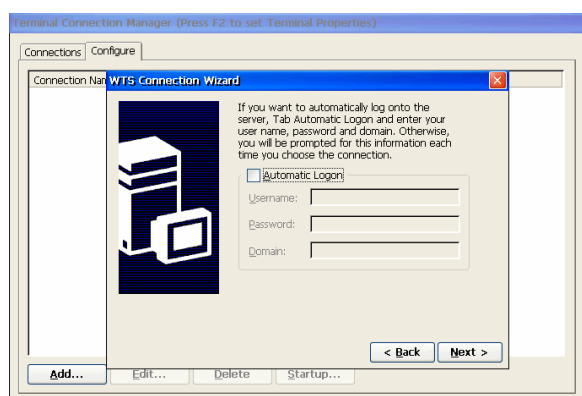 Terminal Connection Manager (Press F2 to set Terminal Properties)
Connections Configure
Connection Nam
WTS Connection Wizard
If you want to automatically log onto the
server, Tab Automatic Logon and enter your
user name, password and domain. Otherwise,
you will be prompted for this information each
time you choose the connection.
Automatic Logon
Username:
Password:
Domain:
< Back Next >
Add... Edit... Delete Startup...